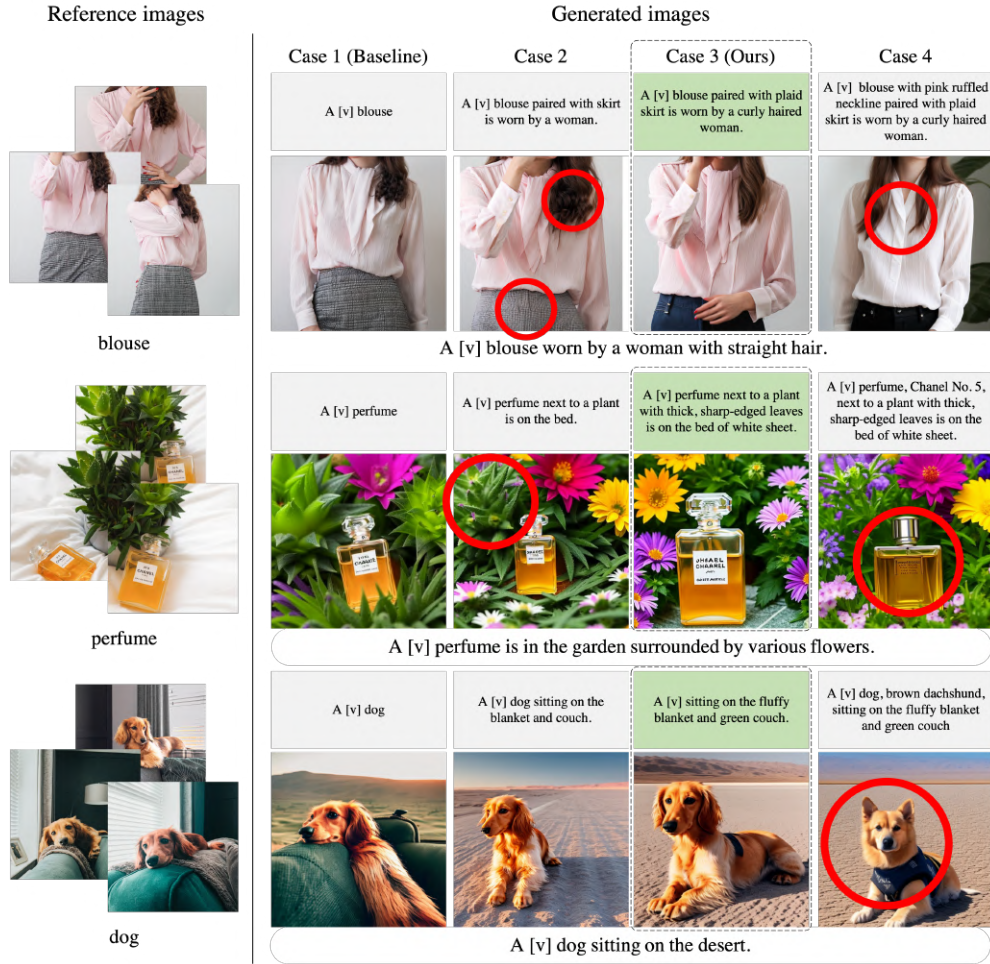 Reference images
Generated images
Case 1 (Baseline)
Case 2
Case 3 (Ours)
Case 4
A [v] blouse
A [v] blouse paired with skirt
is worn by a woman.
A [v] blouse paired with plaid
skirt is worn by a curly haired
woman.
A [v] blouse with pink ruffled
neckline paired with plaid
skirt is worn by a curly haired
woman.
blouse
A [v] blouse worn by a woman with straight hair.
A [v] perfume
A [v] perfume next to a plant
is on the bed.
A [v] perfume next to a plant
with thick, sharp-edged leaves
is on the bed of white sheet.
A [v] perfume, Chanel No. 5,
next to a plant with thick,
sharp-edged leaves is on the
bed of white sheet.
CHANEL
perfume
A [v] perfume is in the garden surrounded by various flowers.
A [v] dog
A [v] dog sitting on the
blanket and couch.
A [v] sitting on the fluffy
blanket and green couch.
A [v] dog, brown dachshund,
sitting on the fluffy blanket
and green couch
dog
A [v] dog sitting on the desert.